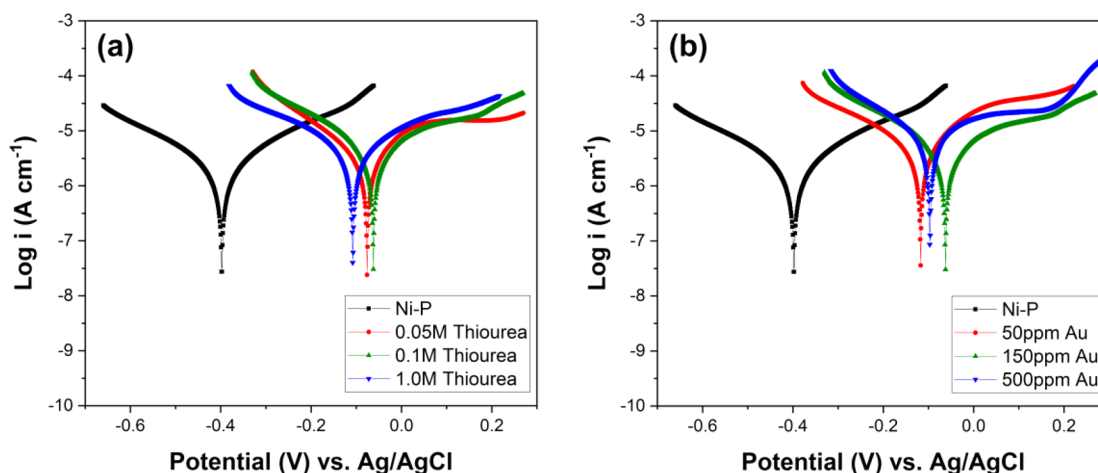 (a)
Log i (A cm⁻¹)
-3
-4
-5
-6
-7
-8
-9
-10
Ni-P
0.05M Thiourea
0.1M Thiourea
1.0M Thiourea
-0.6
-0.4
-0.2
0.0
0.2
Potential (V) vs. Ag/AgCl
(b)
Log i (A cm⁻¹)
-3
-4
-5
-6
-7
-8
-9
-10
Ni-P
50ppm Au
150ppm Au
500ppm Au
-0.6
-0.4
-0.2
0.0
0.2
Potential (V) vs. Ag/AgCl